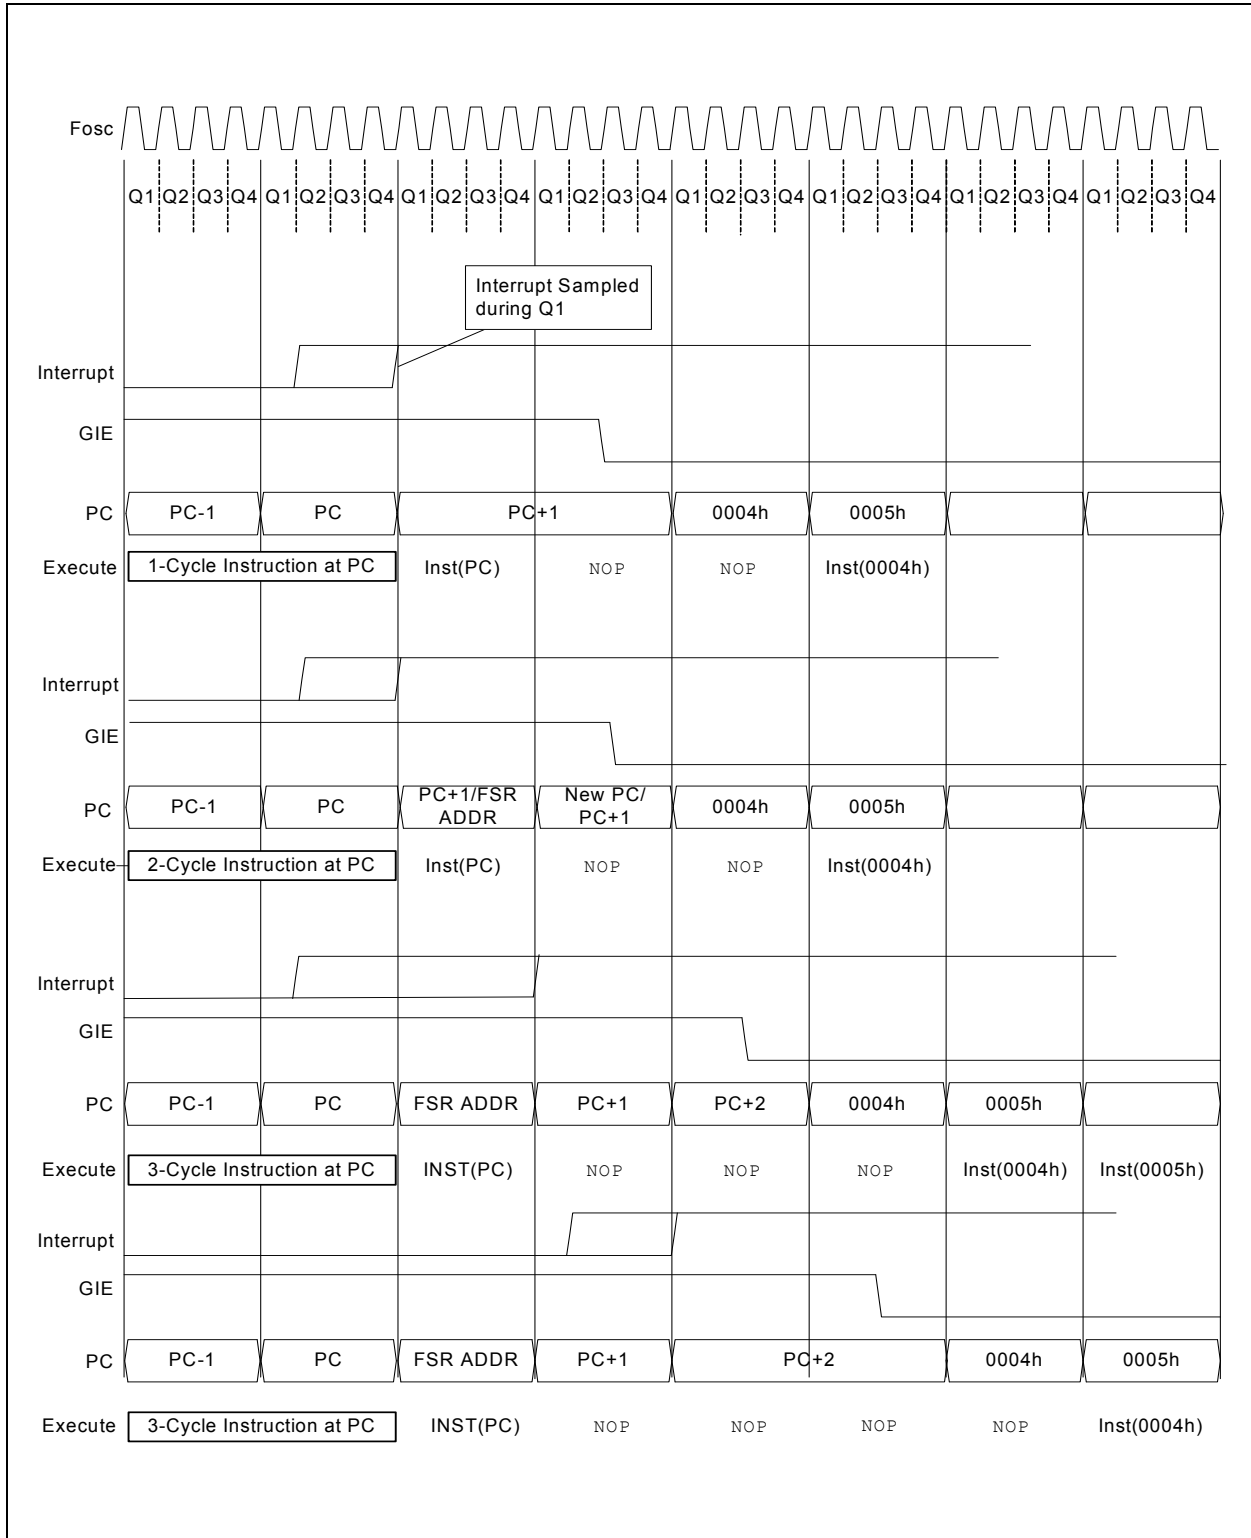 Fosc
Q1 Q2 Q3 Q4 Q1 Q2 Q3 Q4 Q1 Q2 Q3 Q4 Q1 Q2 Q3 Q4 Q1 Q2 Q3 Q4 Q1 Q2 Q3 Q4 Q1 Q2 Q3 Q4 Q1 Q2 Q3 Q4
Interrupt Sampled
during Q1
Interrupt
GIE
PC PC-1 PC PC+1 0004h 0005h
Execute 1-Cycle Instruction at PC Inst(PC) NOP NOP Inst(0004h)
Interrupt
GIE
PC PC-1 PC PC+1/FSR ADDR New PC/ PC+1 0004h 0005h
Execute 2-Cycle Instruction at PC Inst(PC) NOP NOP Inst(0004h)
Interrupt
GIE
PC PC-1 PC FSR ADDR PC+1 PC+2 0004h 0005h
Execute 3-Cycle Instruction at PC INST(PC) NOP NOP NOP Inst(0004h) Inst(0005h)
Interrupt
GIE
PC PC-1 PC FSR ADDR PC+1 PC+2 0004h 0005h
Execute 3-Cycle Instruction at PC INST(PC) NOP NOP NOP NOP Inst(0004h)